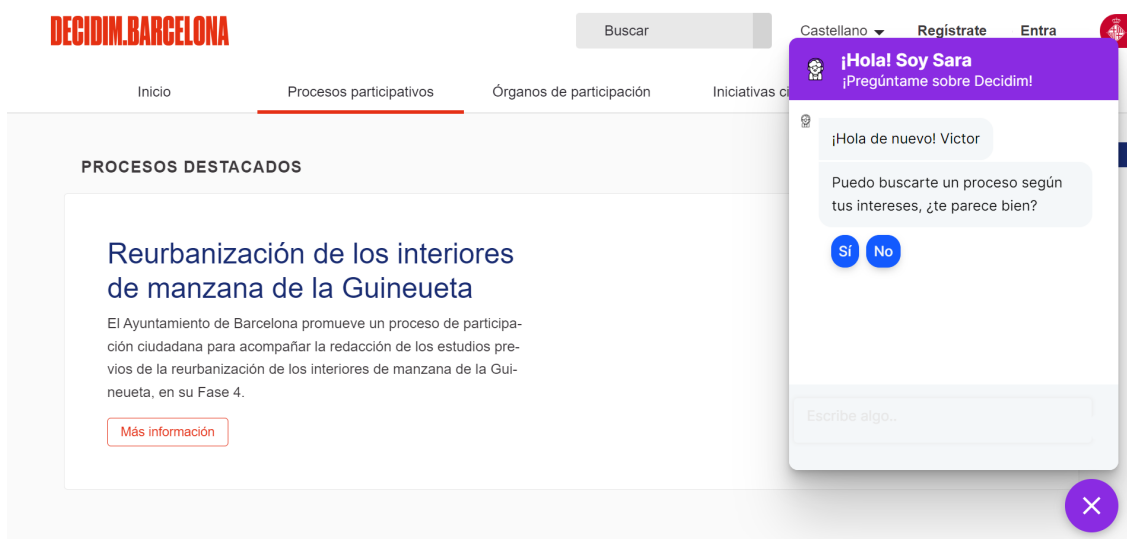 DECIDIM.BARCELONA
Buscar
Castellano
Regístrate
Entra
Inicio
Procesos participativos
Órganos de participación
Iniciativas ci
PROCESOS DESTACADOS
Reurbanización de los interiores
de manzana de la Guineueta
El Ayuntamiento de Barcelona promueve un proceso de participa-
ción ciudadana para acompañar la redacción de los estudios pre-
vios de la reurbanización de los interiores de manzana de la Gui-
neueta, en su Fase 4.
Más información
¡Hola! Soy Sara
¡Pregúntame sobre Decidim!
¡Hola de nuevo! Victor
Puedo buscarte un proceso según
tus intereses, ¿te parece bien?
Sí
No
Escribe algo..